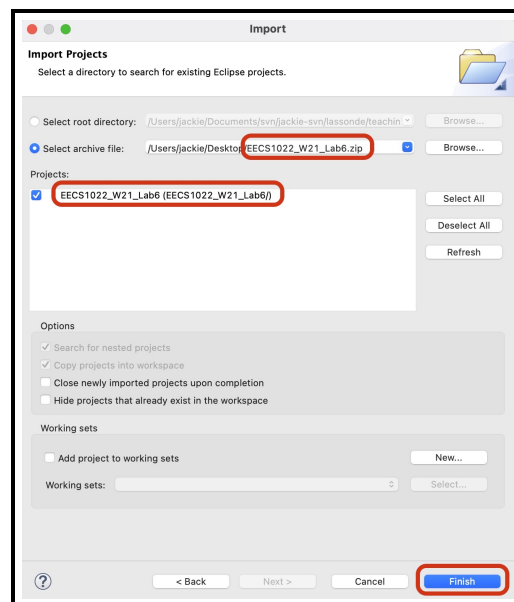 Import
Import Projects
Select a directory to search for existing Eclipse projects.
Select root directory: /Users/jackie/Documents/svn/jackie-svn/lassonde/teachin Browse...
Select archive file: /Users/jackie/Desktop/EECS1022_W21_Lab6.zip Browse...
Projects:
EECS1022_W21_Lab6 (EECS1022_W21_Lab6/)
Select All
Deselect All
Refresh
Options
Search for nested projects
Copy projects into workspace
Close newly imported projects upon completion
Hide projects that already exist in the workspace
Working sets
Add project to working sets New...
Working sets: Select...
? < Back Next > Cancel Finish